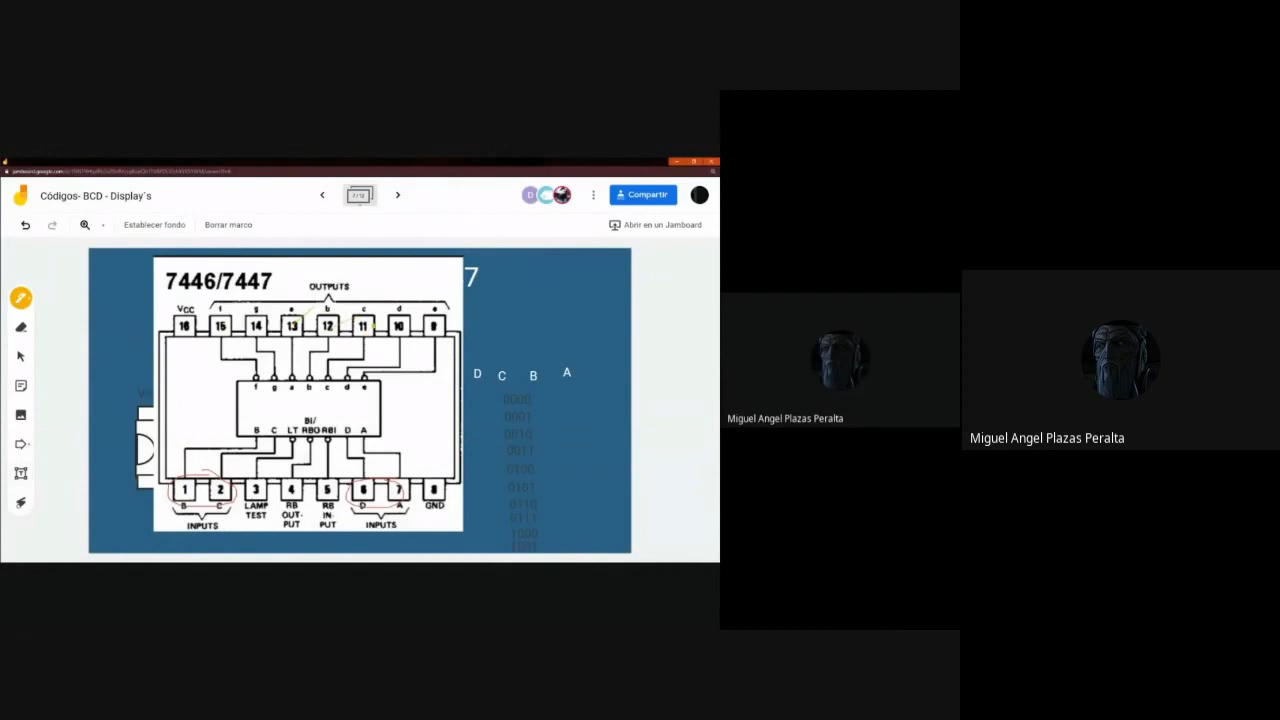 Códigos- BCD - Display´s
7 / 12
D
Compartir
Establecer fondo
Borrar marco
Abrir en un Jamboard
7446/7447
7
OUTPUTS
VCC f g a b c d e
16 15 14 13 12 11 10 9
f g a b c d e
BI/
B C LT RBO RBI D A
1 2 3 4 5 6 7 8
B C LAMP TEST RB OUT- PUT RB IN- PUT D A GND
INPUTS INPUTS
D C B A
0000
0001
0010
0011
0100
0101
0110
0111
1000
1001
Miguel Angel Plazas Peralta
Miguel Angel Plazas Peralta